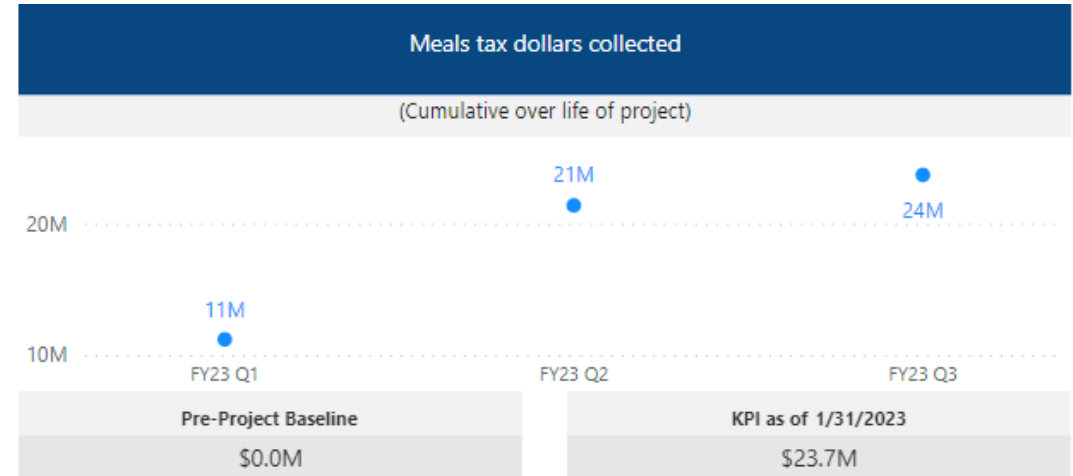 Meals tax dollars collected
(Cumulative over life of project)
21M
24M
20M
11M
10M
FY23 Q1 FY23 Q2 FY23 Q3
Pre-Project Baseline KPI as of 1/31/2023
$0.0M $23.7M